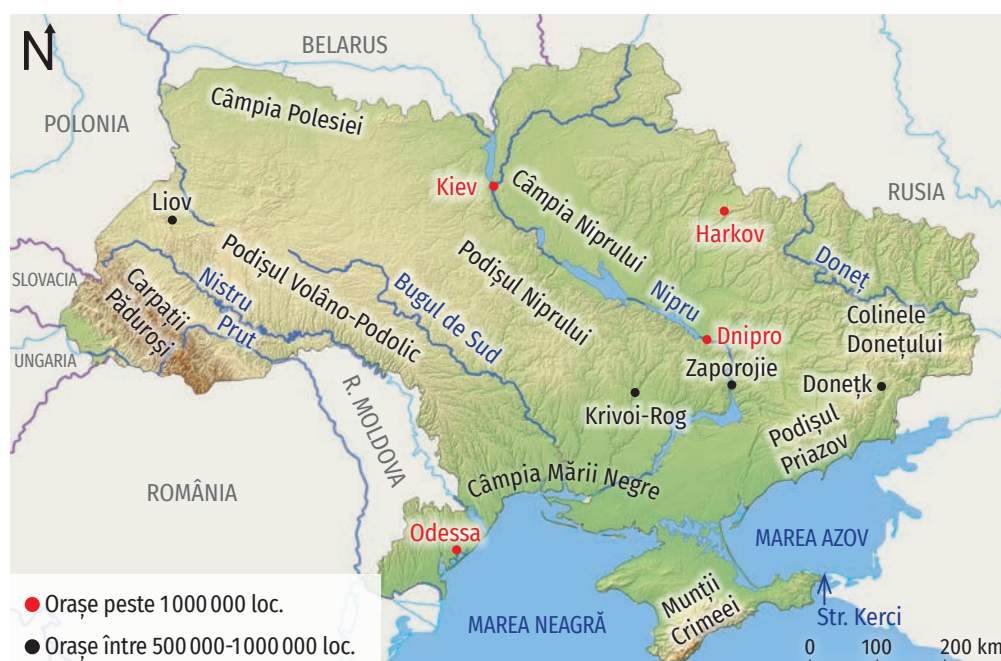 N
BELARUS
POLONIA
RUSIA
SLOVACIA
UNGARIA
ROMÂNIA
R. MOLDOVA
Câmpia Polesiei
Kiev
Liov
Harkov
Câmpia Niprului
Podișul Niprului
Podișul Volâno-Podolic
Bugul de Sud
Nistru
Prut
Carpații
Păduroși
Nipru
Doneț
Colinele
Donețului
Dnipro
Zaporojie
Donețk
Krivoi-Rog
Podișul
Priazov
Câmpia Mării Negre
Odessa
MAREA AZOV
MAREA NEAGRĂ
Munții
Crimeei
Str. Kerci
Orașe peste 1 000 000 loc.
Orașe între 500 000-1000 000 loc.
0 100 200 km